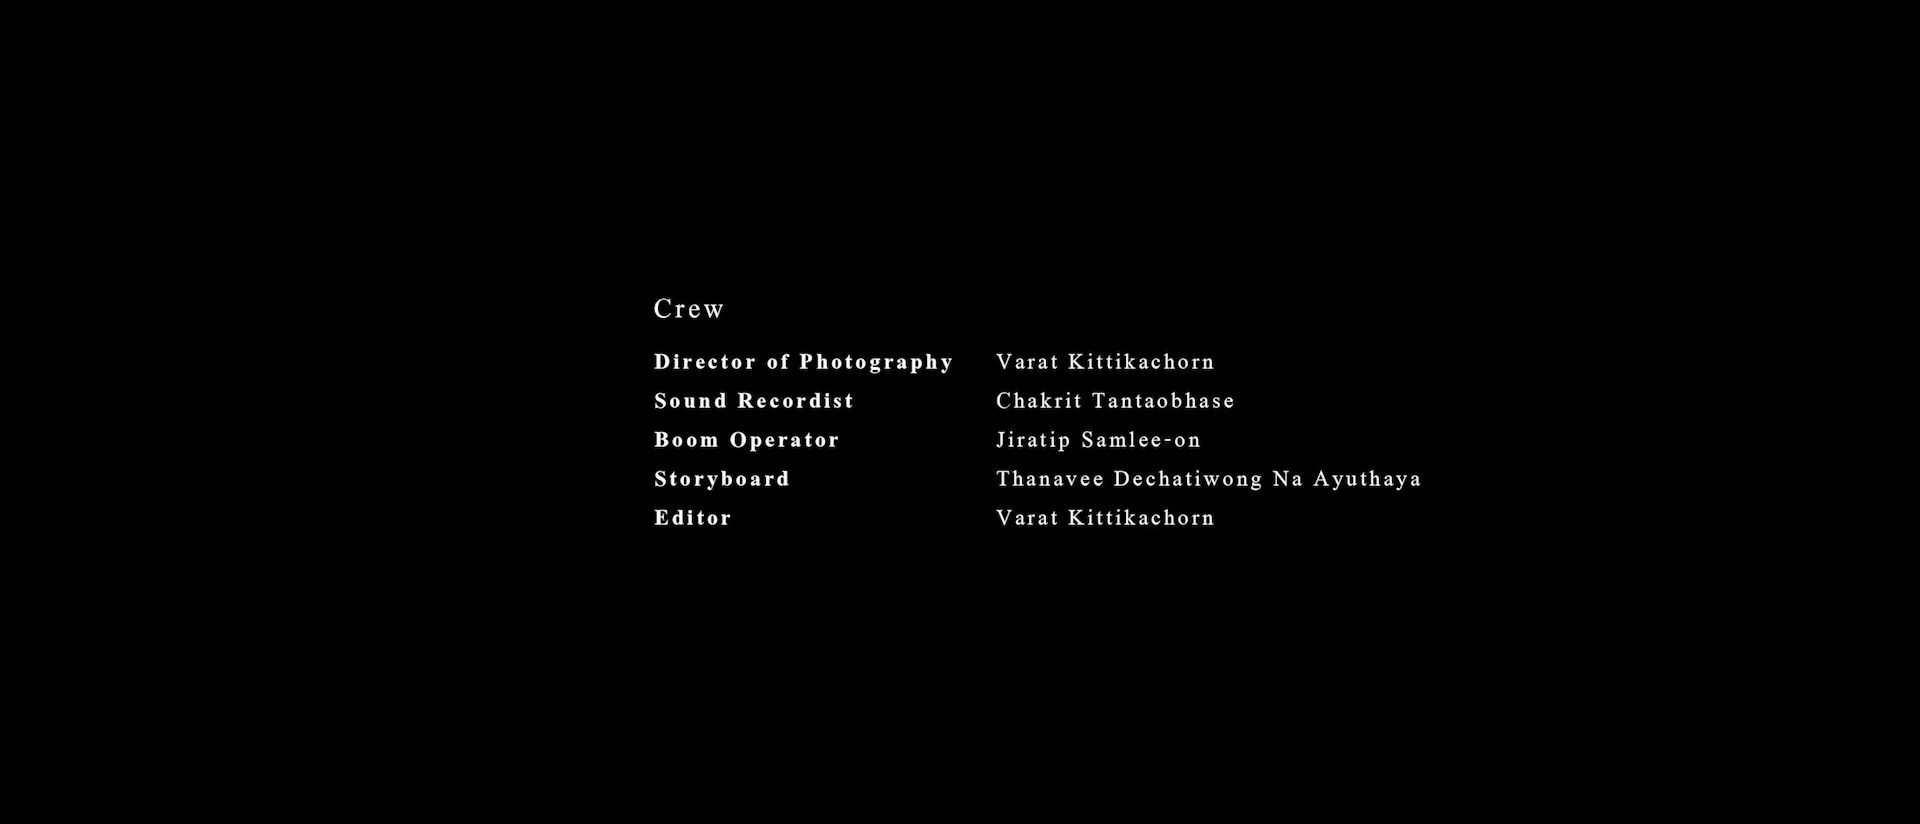 Crew
Director of Photography Varat Kittikachorn
Sound Recordist Chakrit Tantaobhase
Boom Operator Jiratip Samlee-on
Storyboard Thanavee Dechatiwong Na Ayuthaya
Editor Varat Kittikachorn